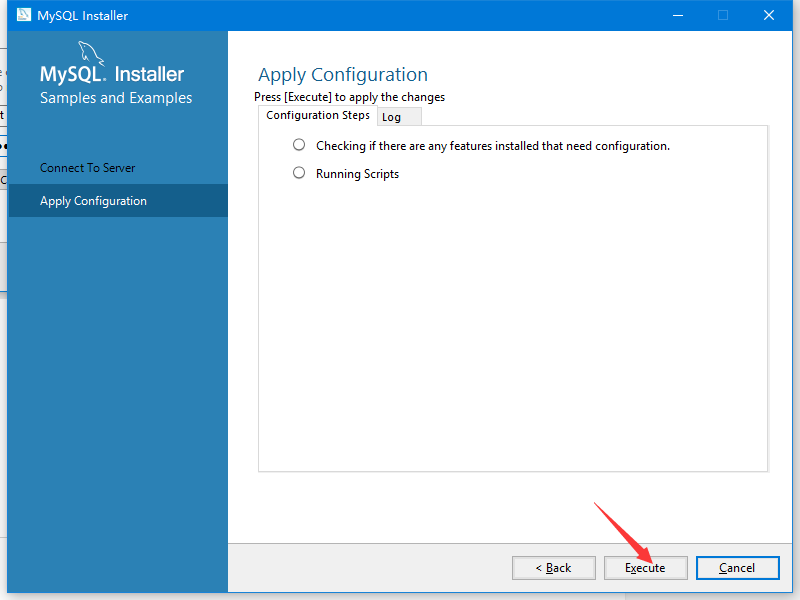 MySQL Installer
MySQL. Installer
Samples and Examples
Connect To Server
Apply Configuration
Apply Configuration
Press [Execute] to apply the changes
Configuration Steps Log
Checking if there are any features installed that need configuration.
Running Scripts
< Back Execute Cancel